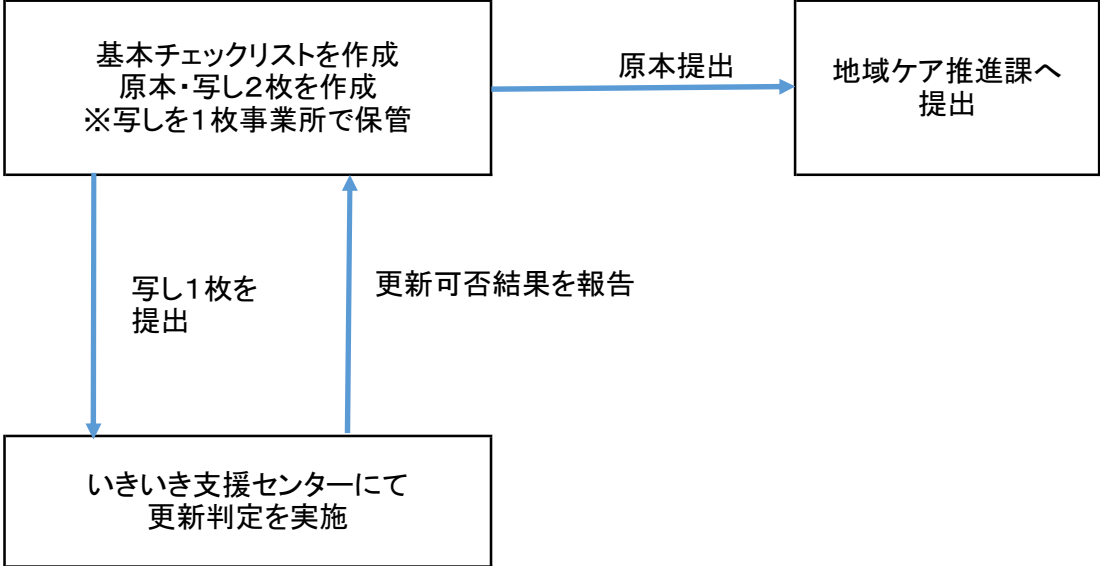 基本チェックリストを作成
原本・写し２枚を作成
※写しを１枚事業所で保管
原本提出
地域ケア推進課へ
提出
写し１枚を
提出
更新可否結果を報告
いきいき支援センターにて
更新判定を実施